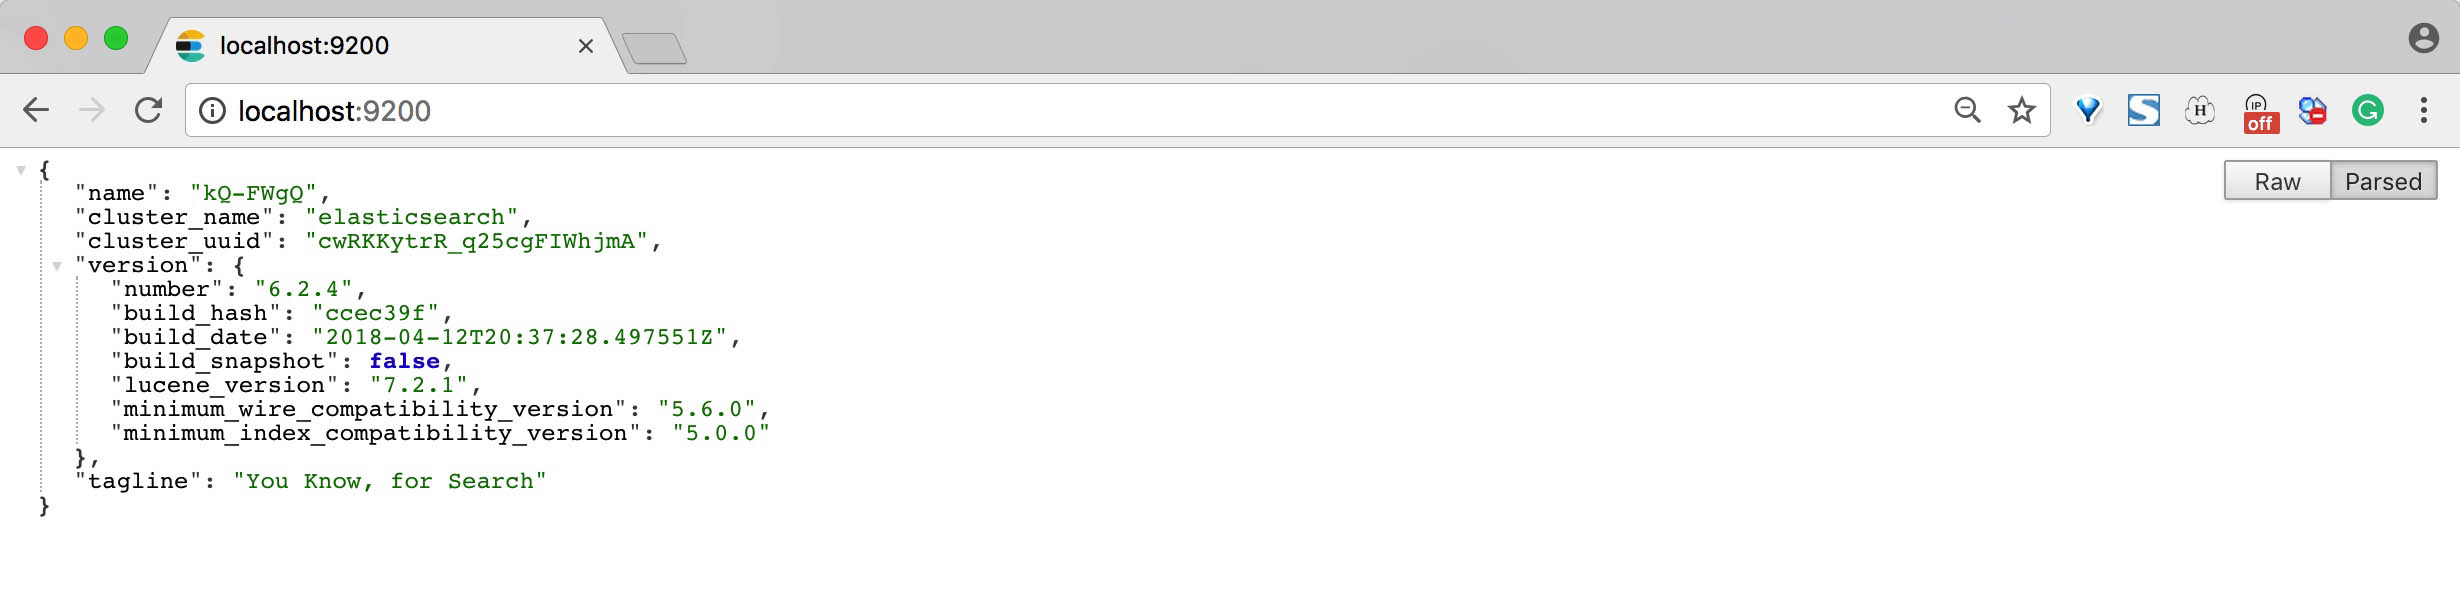 localhost:9200
localhost:9200
IP
off
H
G
Raw
Parsed
{
"name": "kQ-FWgQ",
"cluster_name": "elasticsearch",
"cluster_uuid": "cwRKKytrR_q25cgFIWhjmA",
"version": {
"number": "6.2.4",
"build_hash": "ccec39f",
"build_date": "2018-04-12T20:37:28.497551Z",
"build_snapshot": false,
"lucene_version": "7.2.1",
"minimum_wire_compatibility_version": "5.6.0",
"minimum_index_compatibility_version": "5.0.0"
},
"tagline": "You Know, for Search"
}